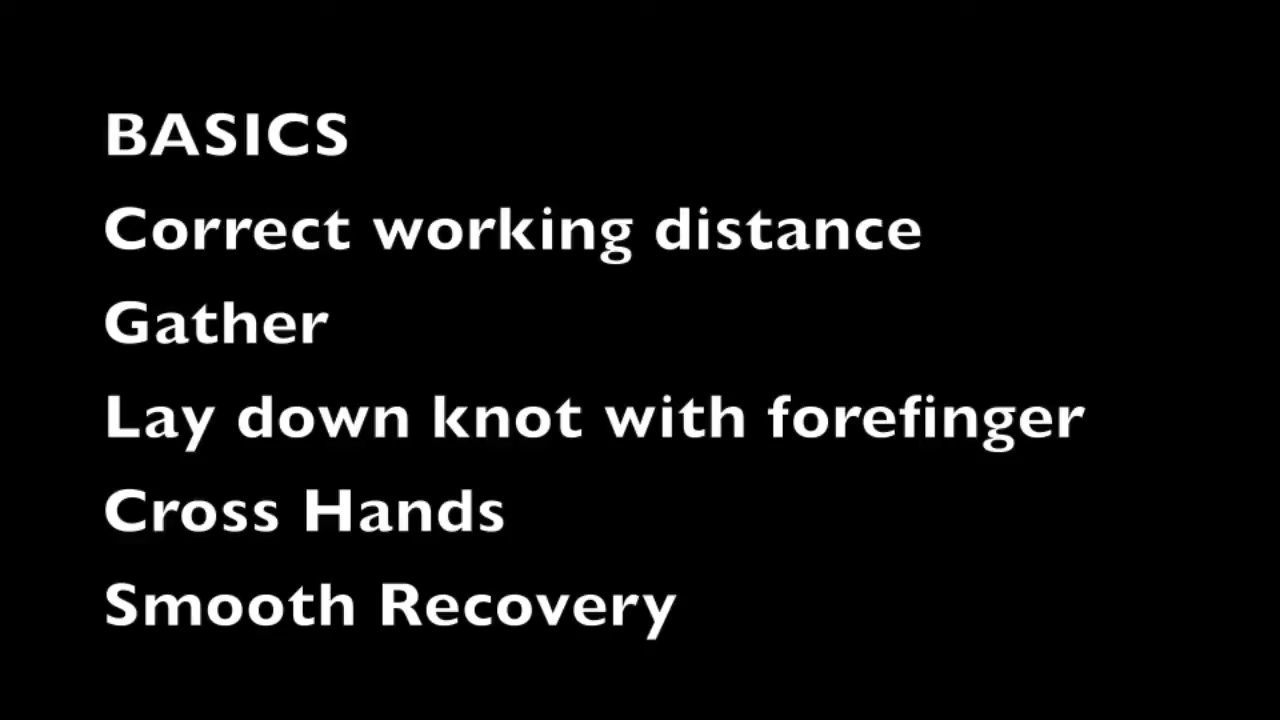 BASICS
Correct working distance
Gather
Lay down knot with forefinger
Cross Hands
Smooth Recovery